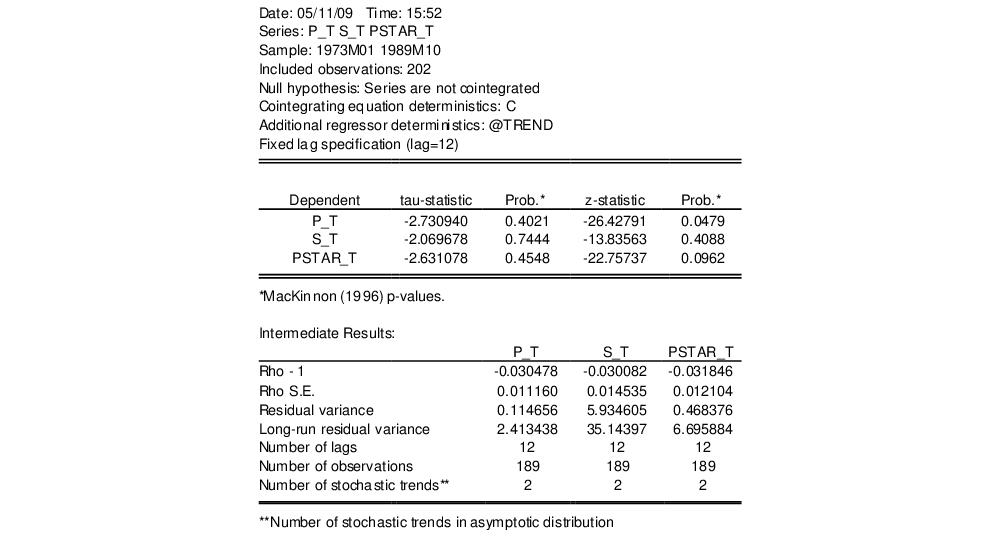 Date: 05/11/09 Time: 15:52
Series: P_T S_T PSTAR_T
Sample: 1973M01 1989M10
Included observations: 202
Null hypothesis: Series are not cointegrated
Cointegrating equation deterministics: C
Additional regressor deterministics: @TREND
Fixed lag specification (lag=12)
Dependent tau-statistic Prob.* z-statistic Prob.*
P_T -2.730940 0.4021 -26.42791 0.0479
S_T -2.069678 0.7444 -13.83563 0.4088
PSTAR_T -2.631078 0.4548 -22.75737 0.0962
*MacKinnon (1996) p-values.
Intermediate Results:
P_T S_T PSTAR_T
Rho - 1 -0.030478 -0.030082 -0.031846
Rho S.E. 0.011160 0.014535 0.012104
Residual variance 0.114656 5.934605 0.468376
Long-run residual variance 2.413438 35.14397 6.695884
Number of lags 12 12 12
Number of observations 189 189 189
Number of stochastic trends** 2 2 2
**Number of stochastic trends in asymptotic distribution